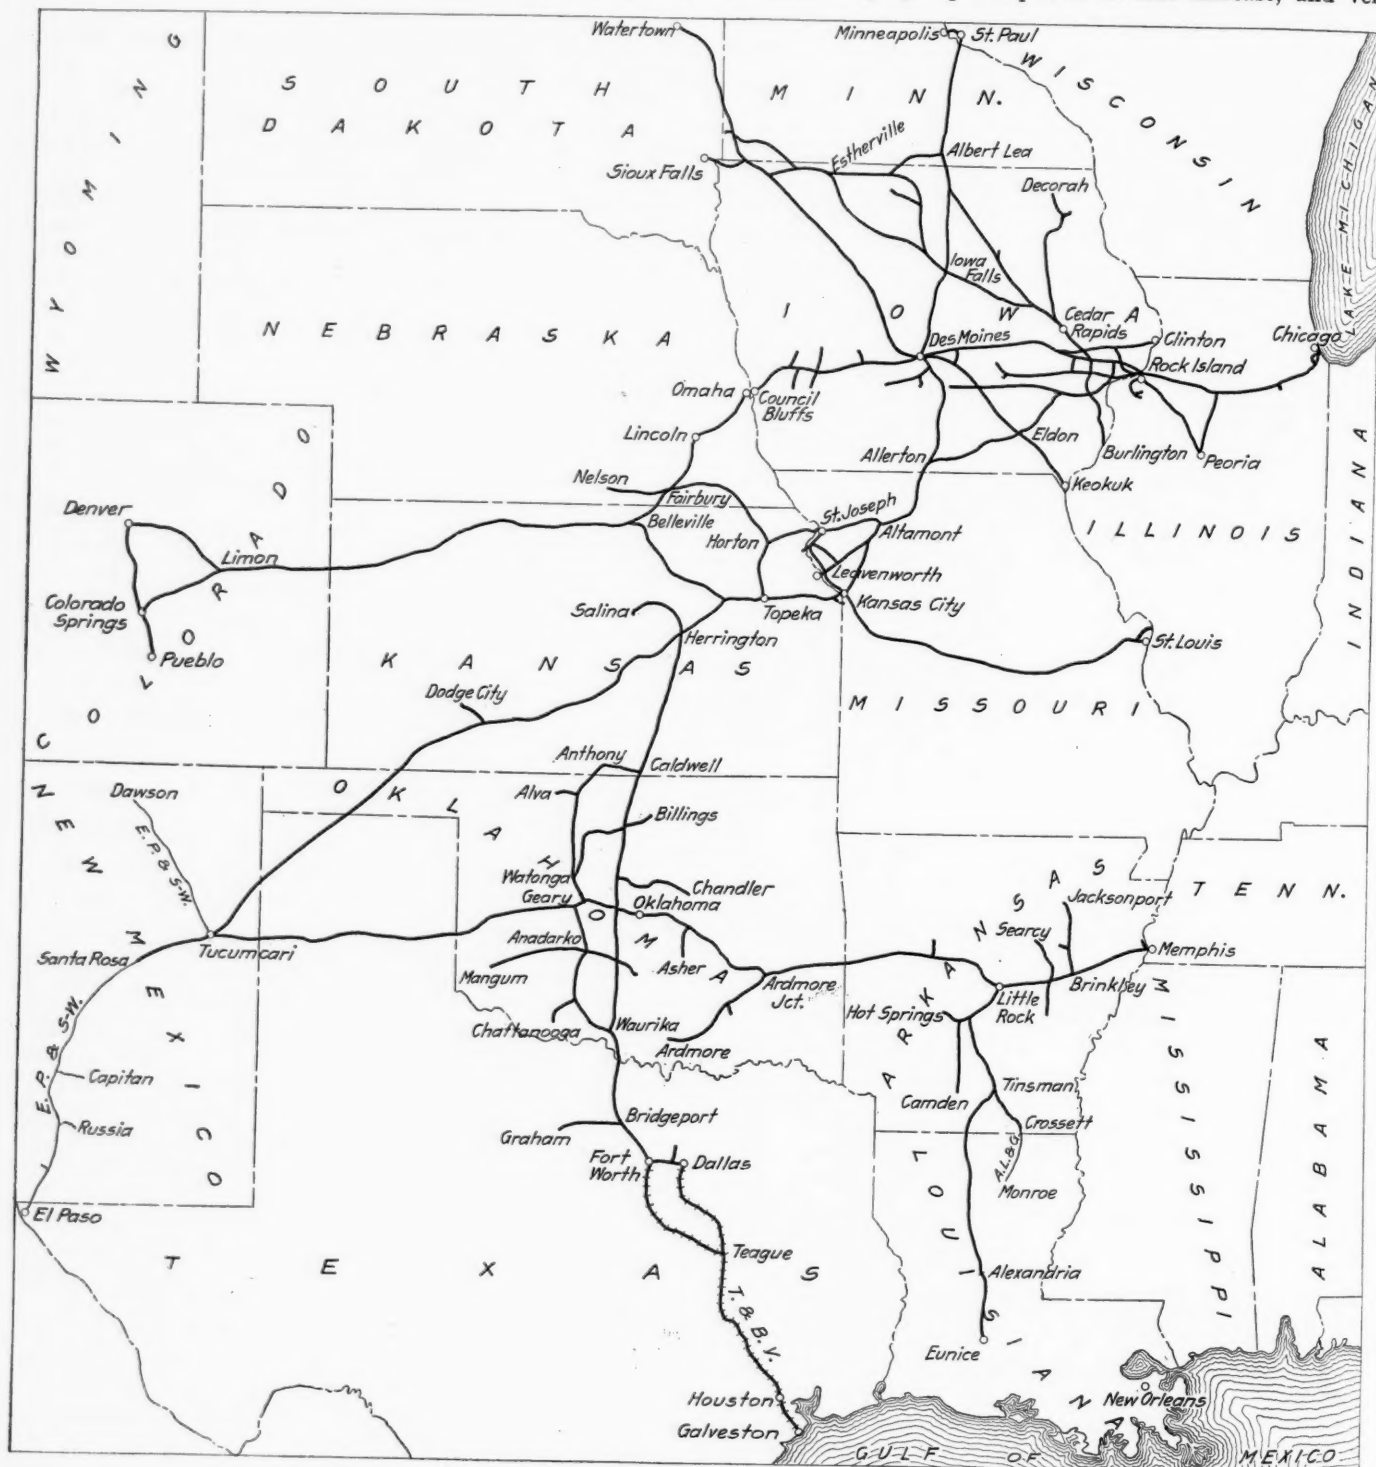 and
Watertown
Minneapolis
St. Paul
WISCONSIN
SOUTH
DAKOTA
MINN.
WYOMING
LAKE MICHIGAN
Estherville
Albert Lea
Sioux Falls
Decorah
Iowa
Falls
IOWA
NEBRASKA
Cedar
Rapids
Des Moines
Clinton
Chicago
Rock Island
Omaha
Council
Bluffs
Lincoln
Eldon
Allerton
Burlington
Peoria
Nelson
Keokuk
Fairbury
INDIANA
COLORADO
Denver
Belleville
St. Joseph
Horton
Altamont
ILLINOIS
Limon
Leavenworth
Colorado
Springs
Salina
Topeka
Kansas City
Herrington
St. Louis
Pueblo
KANSAS
Dodge City
MISSOURI
Anthony
Caldwell
OKLAHOMA
NEW MEXICO
Dawson
Alva
Billings
E. P. & S-W.
ARKANSAS
Watonga
Chandler
Jacksonport
TENN.
Geary
Oklahoma
Searcy
Anadarko
Santa Rosa
Tucumcari
Memphis
Mangum
Asher
Ardmore
Jct.
Brinkley
Little
Rock
Hot Springs
MISSISSIPPI
E. P. & S-W.
Chattanooga
Waurika
Ardmore
ALABAMA
Capitan
Tinsman
Camden
Russia
Bridgeport
Crossett
Graham
Fort
Worth
Dallas
A.L.&G.
Monroe
LOUISIANA
El Paso
Teague
TEXAS
Alexandria
T. & B. V.
Eunice
Houston
New Orleans
Galveston
GULF OF MEXICO